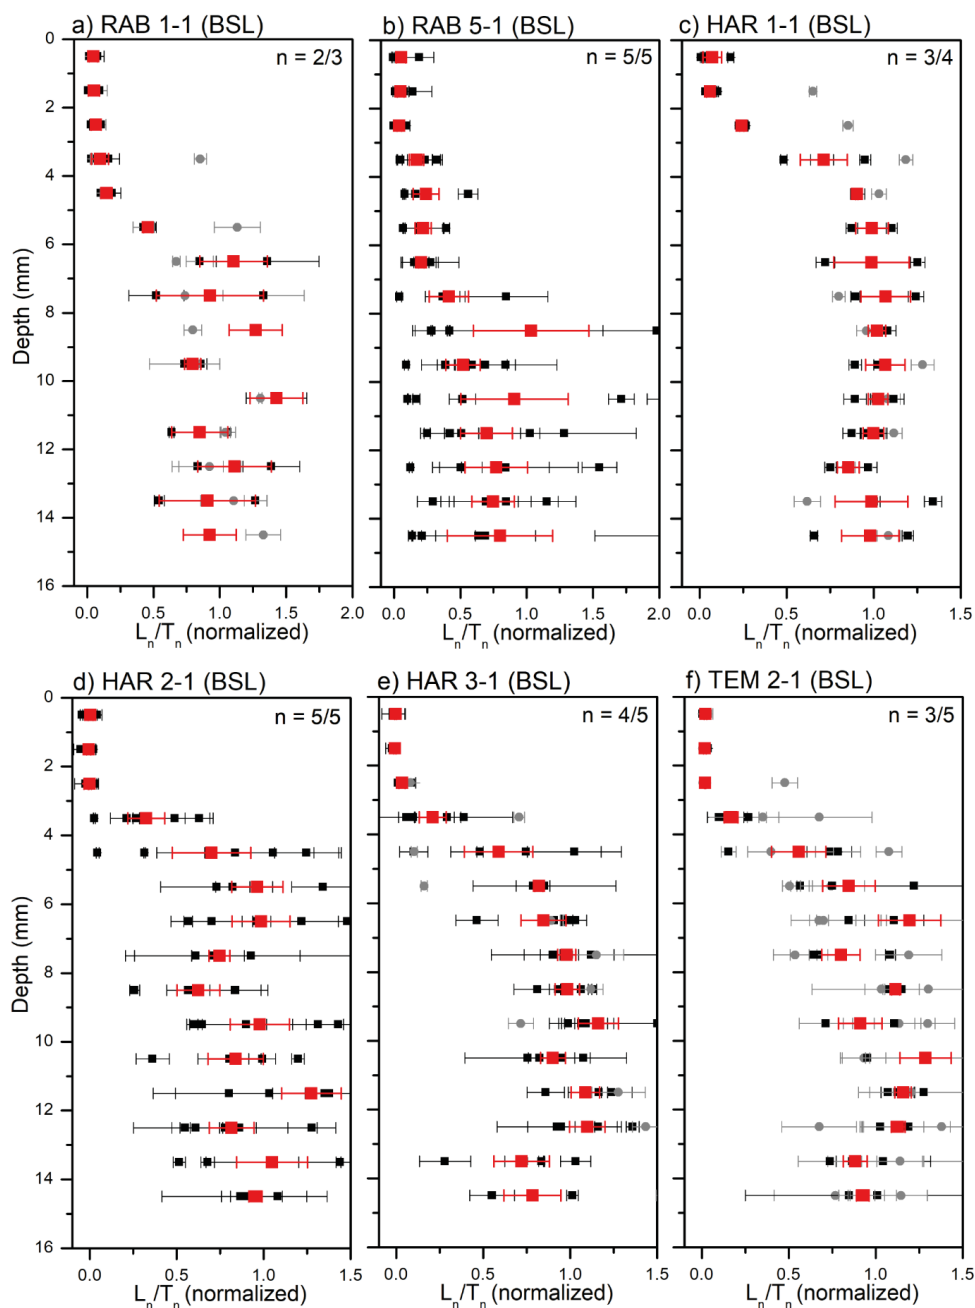 a) RAB 1-1 (BSL) b) RAB 5-1 (BSL) c) HAR 1-1 (BSL)
n = 2/3 n = 5/5 n = 3/4
0
2
4
6
8
10
12
14
16
Depth (mm)
0.0 0.5 1.0 1.5 2.0 0.0 0.5 1.0 1.5 2.0 0.0 0.5 1.0 1.5
Lₙ/Tₙ (normalized) Lₙ/Tₙ (normalized) Lₙ/Tₙ (normalized)
d) HAR 2-1 (BSL) e) HAR 3-1 (BSL) f) TEM 2-1 (BSL)
n = 5/5 n = 4/5 n = 3/5
0
2
4
6
8
10
12
14
16
Depth (mm)
0.0 0.5 1.0 1.5 0.0 0.5 1.0 1.5 0.0 0.5 1.0 1.5
Lₙ/Tₙ (normalized) Lₙ/Tₙ (normalized) Lₙ/Tₙ (normalized)